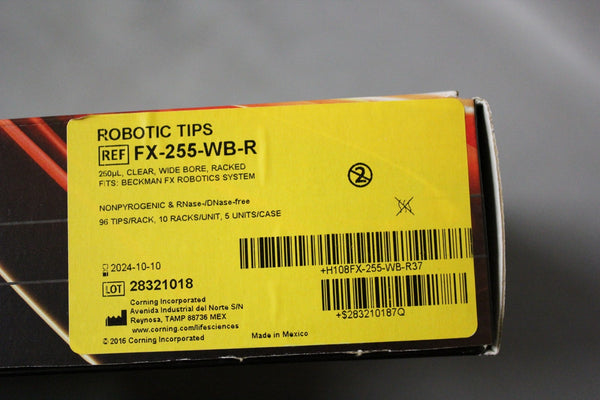 ROBOTIC TIPS
REF FX-255-WB-R
250µL, CLEAR, WIDE BORE, RACKED
FITS: BECKMAN FX ROBOTICS SYSTEM
2
NONPYROGENIC & RNase-/DNase-free
96 TIPS/RACK, 10 RACKS/UNIT, 5 UNITS/CASE
2024-10-10
+H108FX-255-WB-R37
LOT 28321018
Corning Incorporated
Avenida Industrial del Norte S/N
Reynosa, TAMP 88736 MEX
www.corning.com/lifesciences
+$283210187Q
© 2016 Corning Incorporated
Made in Mexico